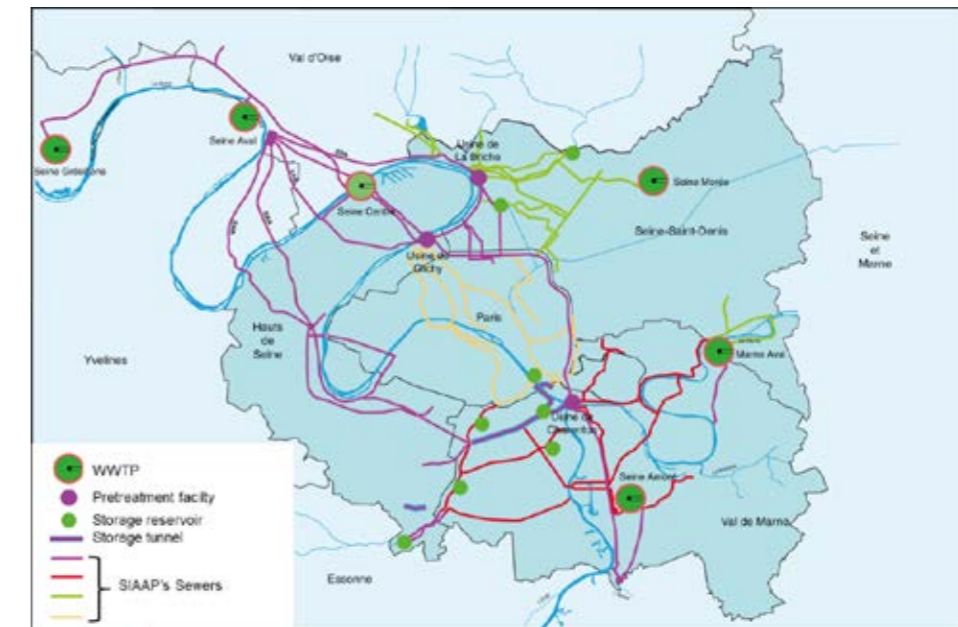 Val d'Oise
Seine Aval
Seine Grésillons
Usine de
La Briche
Seine Centre
Seine Morée
Seine-Saint-Denis
Seine
et
Marne
Usine de
Clichy
Paris
Hauts
de
Seine
Yvelines
Marne Aval
Usine de
Seine Amont
Val de Marne
Essonne
WWTP
Pretreatment facilty
Storage reservoir
Storage tunnel
SIAAP's Sewers